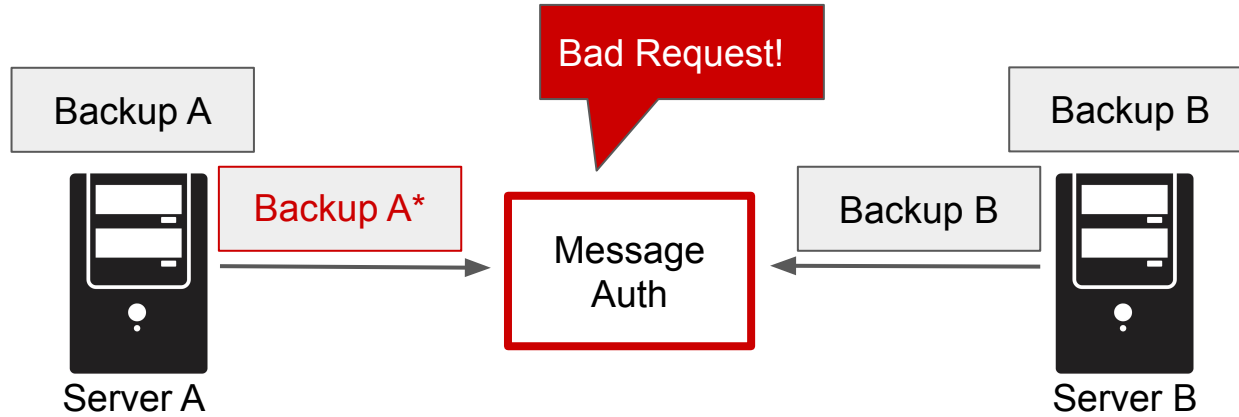 Bad Request!
Backup A
Backup B
Backup A*
Message
Auth
Backup B
Server A
Server B